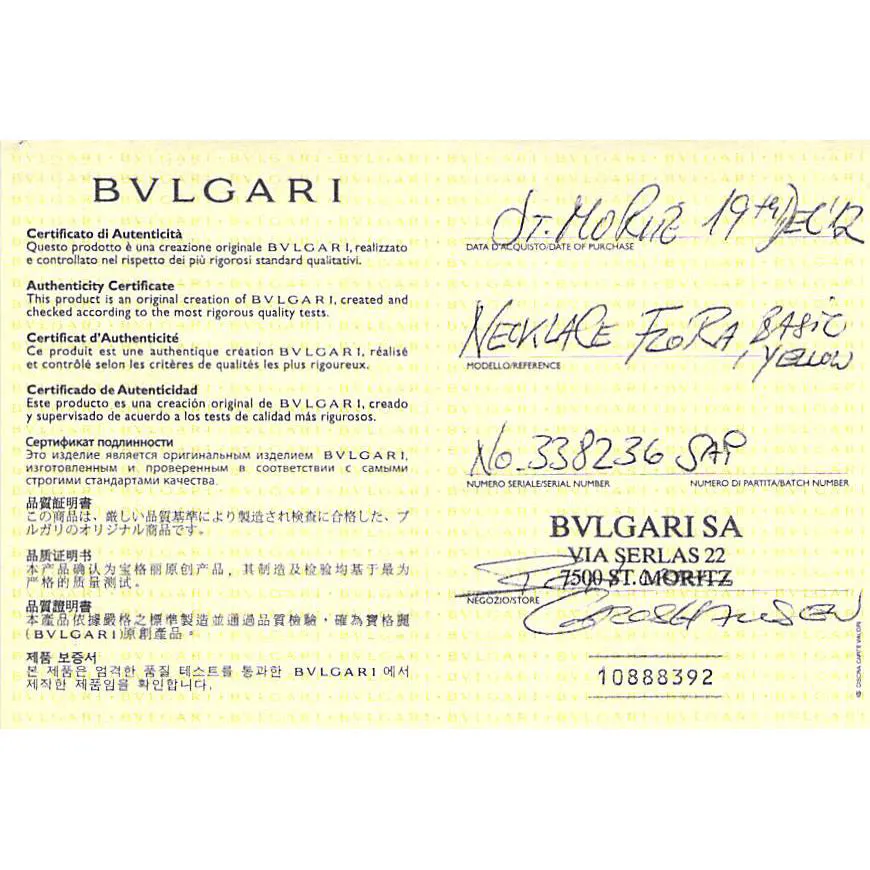 BVLGARI
Certificato di Autenticità
Questo prodotto è una creazione originale BVLGARI, realizzato
e controllato nel rispetto dei più rigorosi standard qualitativi.
Authenticity Certificate
This product is an original creation of BVLGARI, created and
checked according to the most rigorous quality tests.
Certificat d'Authenticité
Ce produit est une authentique création BVLGARI, réalisé
et contrôlé selon les critères de qualités les plus rigoureux.
Certificado de Autenticidad
Este producto es una creación original de BVLGARI, creado
y supervisado de acuerdo a los tests de calidad más rigurosos.
Сертификат подлинности
Это изделие является оригинальным изделием BVLGARI,
изготовленным и проверенным в соответствии с самыми
строгими стандартами качества.
品質証明書
この商品は、厳しい品質基準により製造され検査に合格した、ブ
ルガリのオリジナル商品です。
品质证明书
本产品确认为宝格丽原创产品，其制造及检验均基于最为
严格的质量测试。
品質證明書
本產品依據嚴格之標準製造並通過品質檢驗，確為寶格麗
(BVLGARI)原創產品。
제품 보증서
본 제품은 엄격한 품질 테스트를 통과한 BVLGARI에서
제작한 제품임을 확인합니다.
St. Moritz 19th Dec'12
DATA D'ACQUISTO/DATE OF PURCHASE
Necklace Flora Basic
, Yellow
MODELLO/REFERENCE
No. 338236 SAP
NUMERO SERIALE/SERIAL NUMBER NUMERO DI PARTITA/BATCH NUMBER
BVLGARI SA
VIA SERLAS 22
7500 ST. MORITZ
NEGOZIO/STORE
10888392
© OSCNA CARTE VALORI